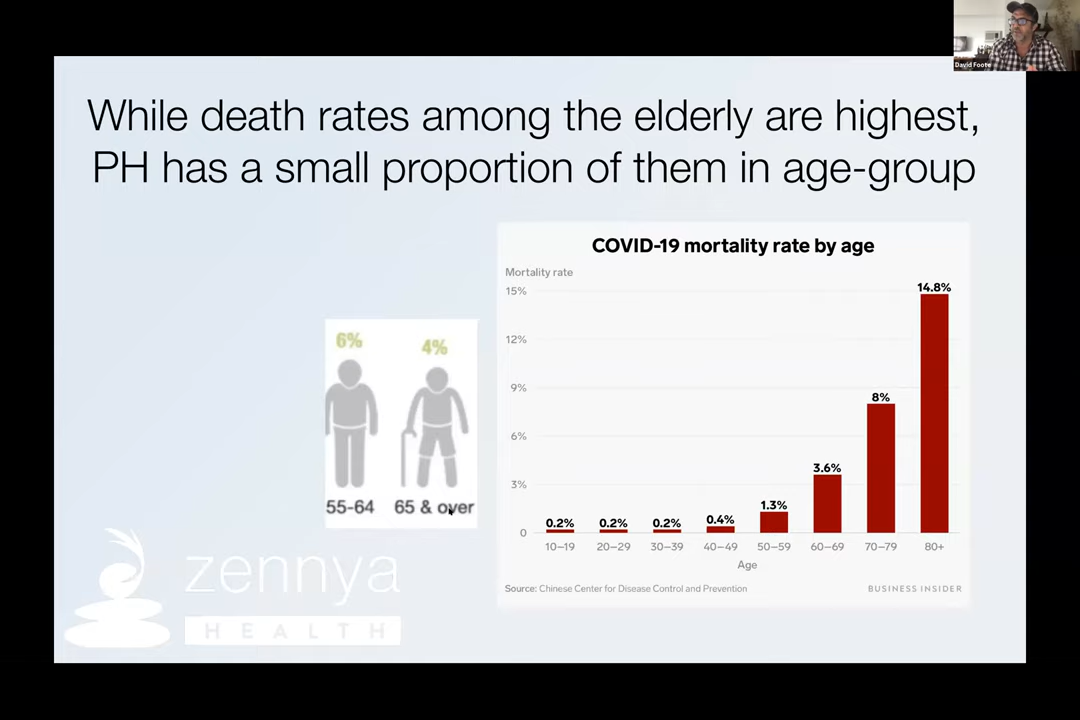 David Foote
While death rates among the elderly are highest,
PH has a small proportion of them in age-group
6%
4%
55-64
65 & over
COVID-19 mortality rate by age
Mortality rate
15%
12%
9%
6%
3%
0
0.2%
0.2%
0.2%
0.4%
1.3%
3.6%
8%
14.8%
10–19
20–29
30–39
40–49
50–59
60–69
70–79
80+
Age
Source: Chinese Center for Disease Control and Prevention
BUSINESS INSIDER
zennya
HEALTH